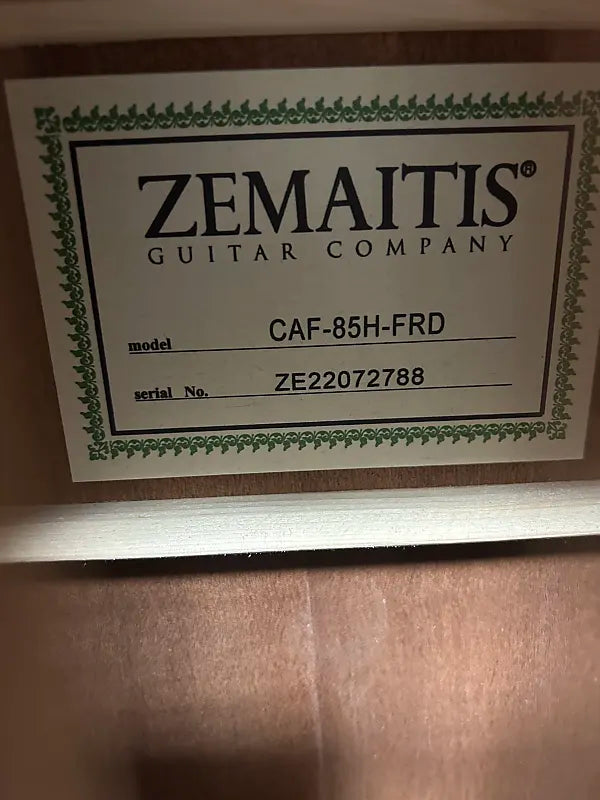 ZEMAITIS®
GUITAR COMPANY
model CAF-85H-FRD
serial No. ZE22072788